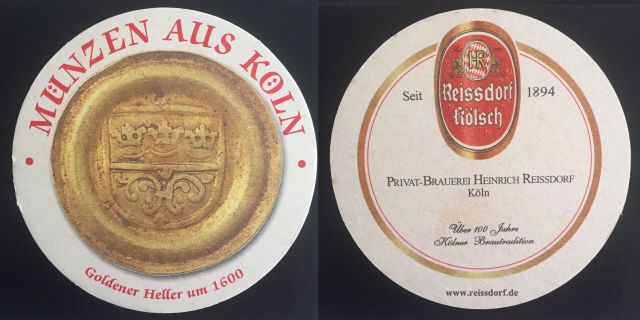 MÜNZEN AUS KÖLN
Goldener Heller um 1600
HR
Seit
Reissdorf
Kölsch
1894
PRIVAT-BRAUEREI HEINRICH REISSDORF
Köln
Über 100 Jahre
Kölner Brautradition
www.reissdorf.de